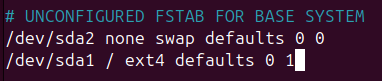 # UNCONFIGURED FSTAB FOR BASE SYSTEM
/dev/sda2 none swap defaults 0 0
/dev/sda1 / ext4 defaults 0 1